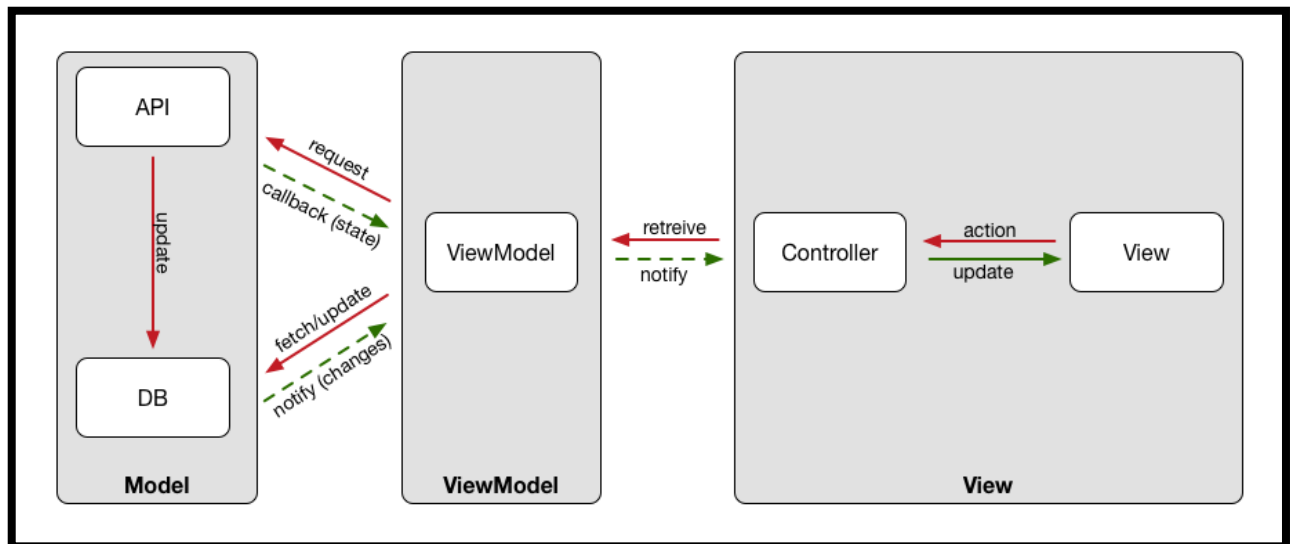 API
request
callback (state)
update
ViewModel
retreive
notify
Controller
action
update
View
fetch/update
notify (changes)
DB
Model
ViewModel
View